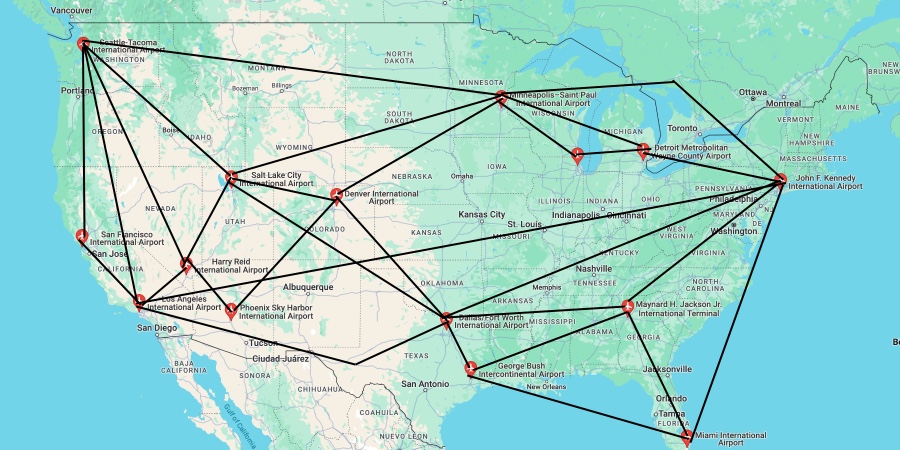 Vancouver
Seattle-Tacoma
International Airport
WASHINGTON
NORTH
DAKOTA
MONTANA
MINNESOTA
Ottawa
Montreal
MAINE
NEW
BRUNSW
Portland
Bozeman
Billings
Minneapolis-Saint Paul
International Airport
WISCONSIN
SOUTH
DAKOTA
Toronto
MICHIGAN
VERMONT
NEW
HAMPSHIRE
MASSACHUSETTS
OREGON
Boise
IDAHO
WYOMING
Detroit Metropolitan
Wayne County Airport
Salt Lake City
International Airport
IOWA
NEBRASKA
Omaha
John F. Kennedy
International Airport
PENNSYLVANIA
Philadelphia
NEVADA
UTAH
Denver International
Airport
COLORADO
ILLINOIS
INDIANA
OHIO
Kansas City
St. Louis
Indianapolis
Cincinnati
MARYLAND
DE
NJ
Washington
WEST
VIRGINIA
VIRGINIA
San Francisco
International Airport
San Jose
CALIFORNIA
KANSAS
MISSOURI
KENTUCKY
Harry Reid
International Airport
Nashville
TENNESSEE
NORTH
CAROLINA
Albuquerque
OKLAHOMA
ARKANSAS
Memphis
Los Angeles
International Airport
Phoenix Sky Harbor
International Airport
Dallas/Fort Worth
International Airport
MISSISSIPPI
ALABAMA
Maynard H. Jackson Jr.
International Terminal
GEORGIA
San Diego
Tucson
Ciudad Juárez
TEXAS
George Bush
Intercontinental Airport
Jacksonville
BAJA
CALIFORNIA
SONORA
CHIHUAHUA
San Antonio
New Orleans
Orlando
Tampa
FLORIDA
Gulf of California
COAHUILA
NUEVO LEON
Miami International
Airport